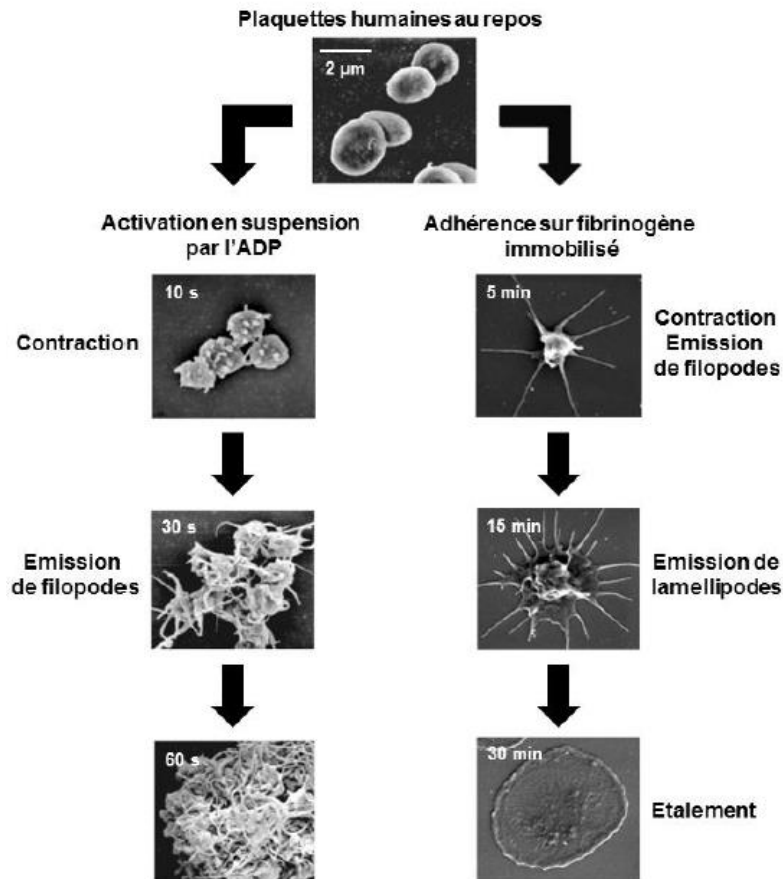 Plaquettes humaines au repos
2 µm
Activation en suspension
par l'ADP
Adhérence sur fibrinogène
immobilisé
Contraction
10 s
5 min
Contraction
Emission
de filopodes
Emission
de filopodes
30 s
15 min
Emission de
lamellipodes
60 s
30 min
Etalement